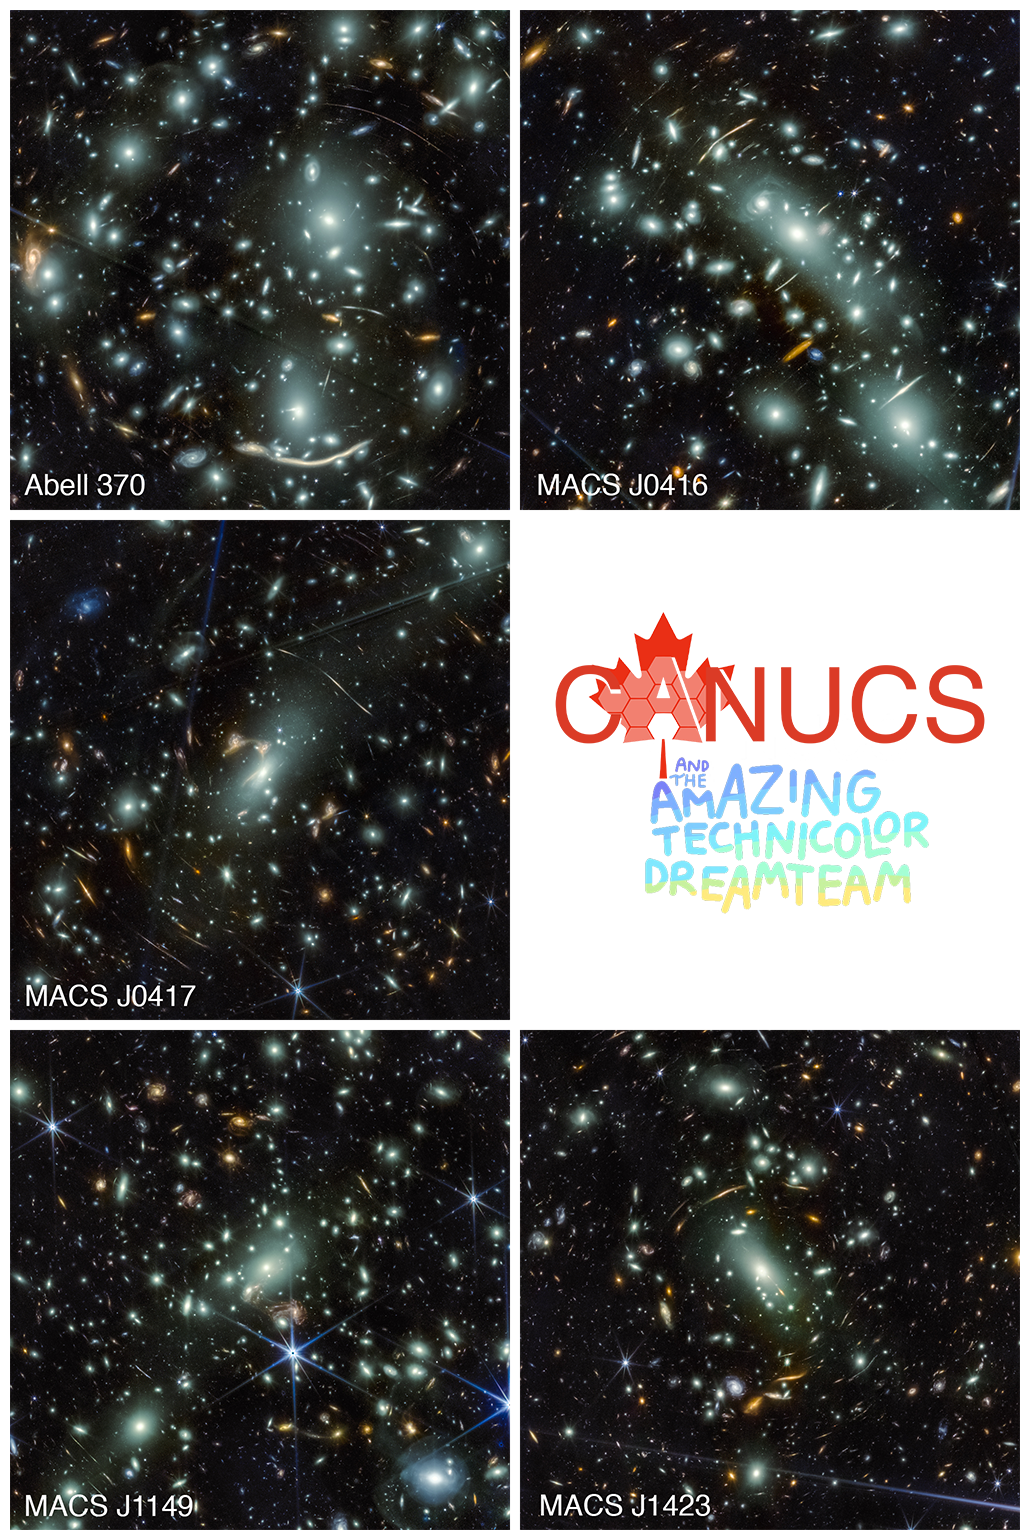 Abell 370
MACS J0416
MACS J0417
CANUCS
AND
THE
AMAZING
TECHNICOLOR
DREAMTEAM
MACS J1149
MACS J1423